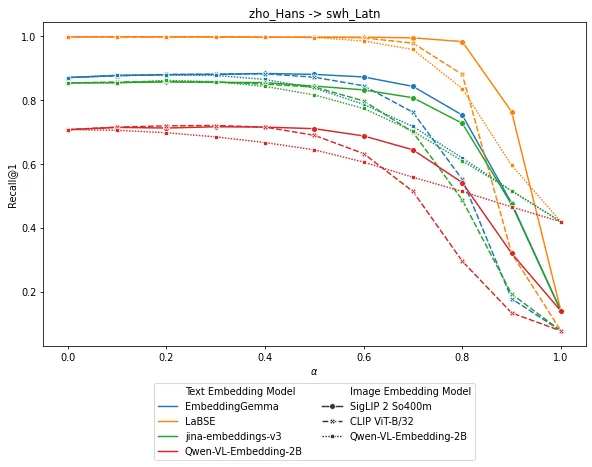 zho_Hans -> swh_Latn
Recall@1
1.0
0.8
0.6
0.4
0.2
0.0 0.2 0.4 0.6 0.8 1.0
α
Text Embedding Model
EmbeddingGemma
LaBSE
jina-embeddings-v3
Qwen-VL-Embedding-2B
Image Embedding Model
SigLIP 2 So400m
CLIP ViT-B/32
Qwen-VL-Embedding-2B